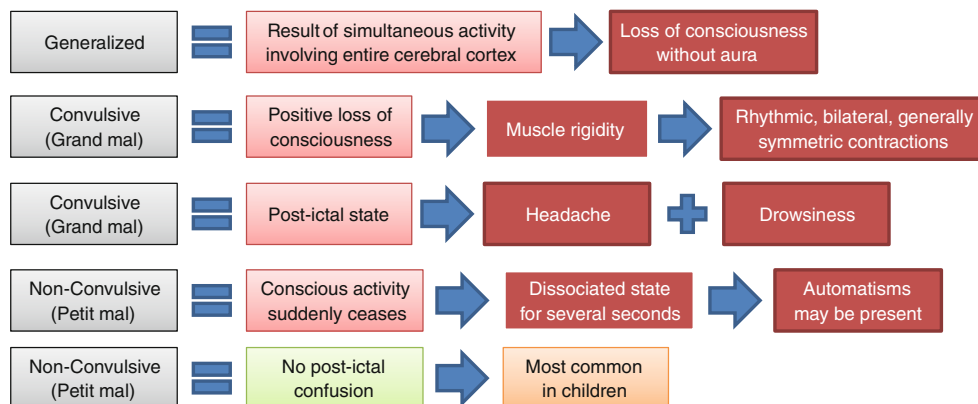 Generalized
Result of simultaneous activity
involving entire cerebral cortex
Loss of consciousness
without aura
Convulsive
(Grand mal)
Positive loss of
consciousness
Muscle rigidity
Rhythmic, bilateral, generally
symmetric contractions
Convulsive
(Grand mal)
Post-ictal state
Headache
Drowsiness
Non-Convulsive
(Petit mal)
Conscious activity
suddenly ceases
Dissociated state
for several seconds
Automatisms
may be present
Non-Convulsive
(Petit mal)
No post-ictal
confusion
Most common
in children